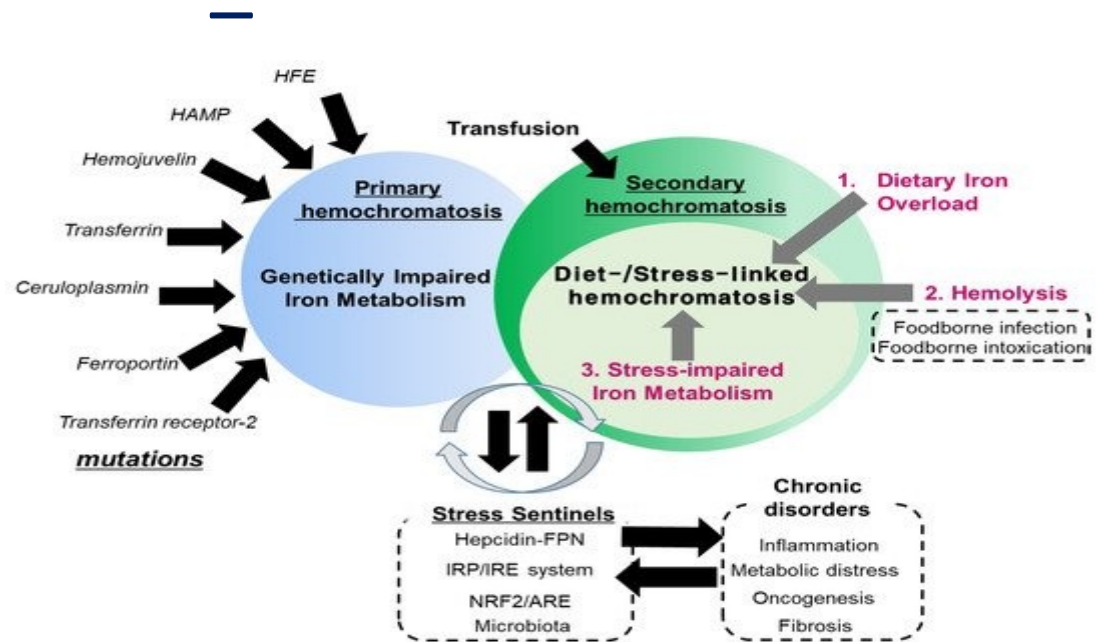 HFE
HAMP
Hemojuvelin
Transferrin
Ceruloplasmin
Ferroportin
Transferrin receptor-2
mutations
Primary
hemochromatosis
Genetically Impaired
Iron Metabolism
Transfusion
Secondary
hemochromatosis
Diet-/Stress-linked
hemochromatosis
1. Dietary Iron
Overload
2. Hemolysis
Foodborne infection
Foodborne intoxication
3. Stress-impaired
Iron Metabolism
Stress Sentinels
Hepcidin-FPN
IRP/IRE system
NRF2/ARE
Microbiota
Chronic
disorders
Inflammation
Metabolic distress
Oncogenesis
Fibrosis